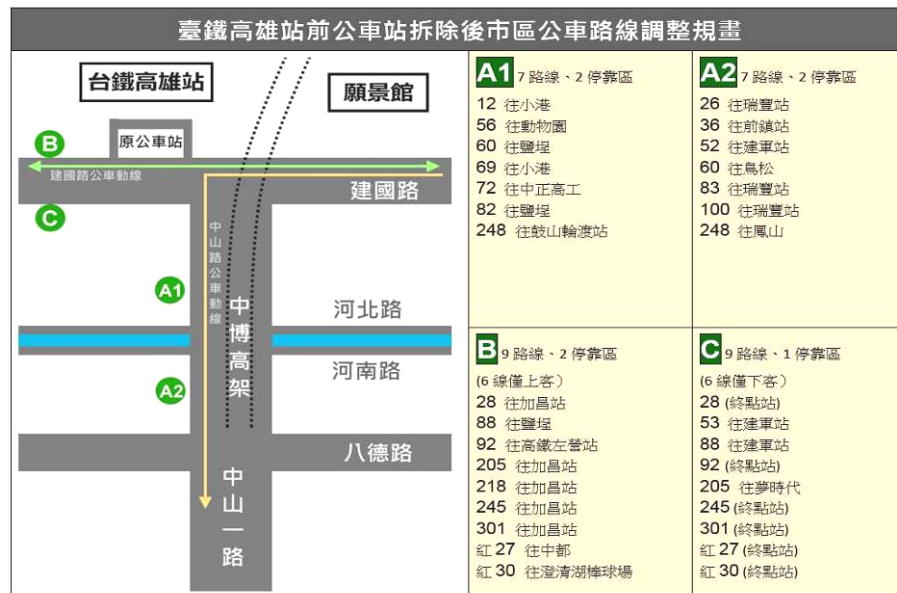 臺鐵高雄站前公車站拆除後市區公車路線調整規畫
台鐵高雄站
願景館
原公車站
B
建國路公車動線
建國路
C
中山路公車動線
A1
中博高架
河北路
河南路
A2
八德路
中山一路
A1 7 路線、2 停靠區
12 往小港
56 往動物園
60 往鹽埕
69 往小港
72 往中正高工
82 往鹽埕
248 往鼓山輪渡站
A2 7 路線、2 停靠區
26 往瑞豐站
36 往前鎮站
52 往建軍站
60 往鳥松
83 往瑞豐站
100 往瑞豐站
248 往鳳山
B 9 路線、2 停靠區
(6 線僅上客)
28 往加昌站
88 往鹽埕
92 往高鐵左營站
205 往加昌站
218 往加昌站
245 往加昌站
301 往加昌站
紅 27 往中都
紅 30 往澄清湖棒球場
C 9 路線、1 停靠區
(6 線僅下客)
28 (終點站)
53 往建軍站
88 往建軍站
92 (終點站)
205 往夢時代
245 (終點站)
301 (終點站)
紅 27 (終點站)
紅 30 (終點站)